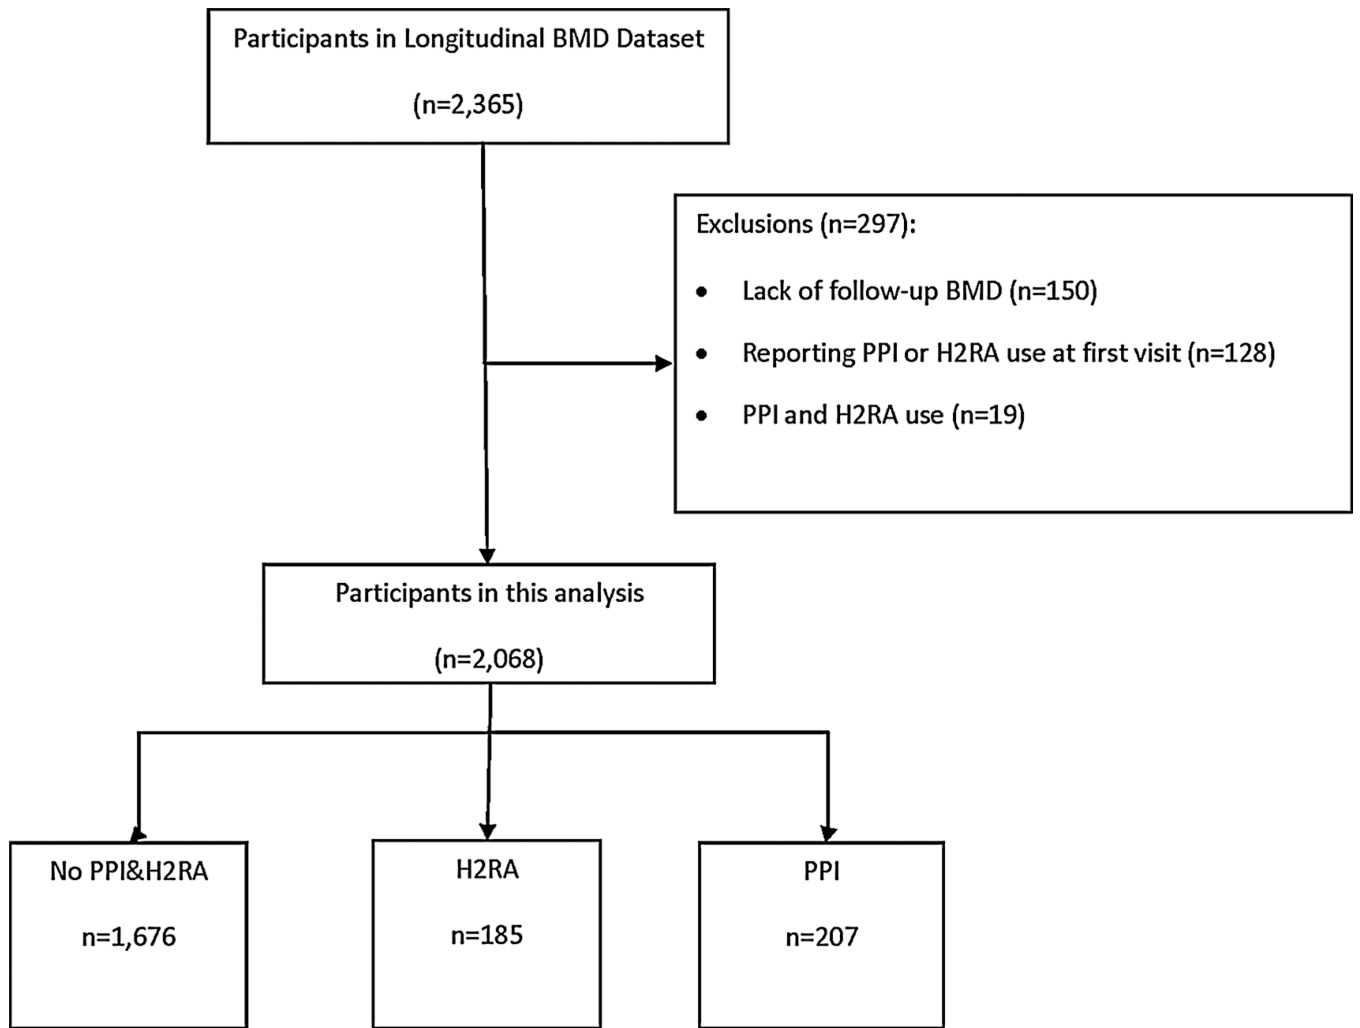 Participants in Longitudinal BMD Dataset
(n=2,365)
Exclusions (n=297):
• Lack of follow-up BMD (n=150)
• Reporting PPI or H2RA use at first visit (n=128)
• PPI and H2RA use (n=19)
Participants in this analysis
(n=2,068)
No PPI&H2RA
n=1,676
H2RA
n=185
PPI
n=207